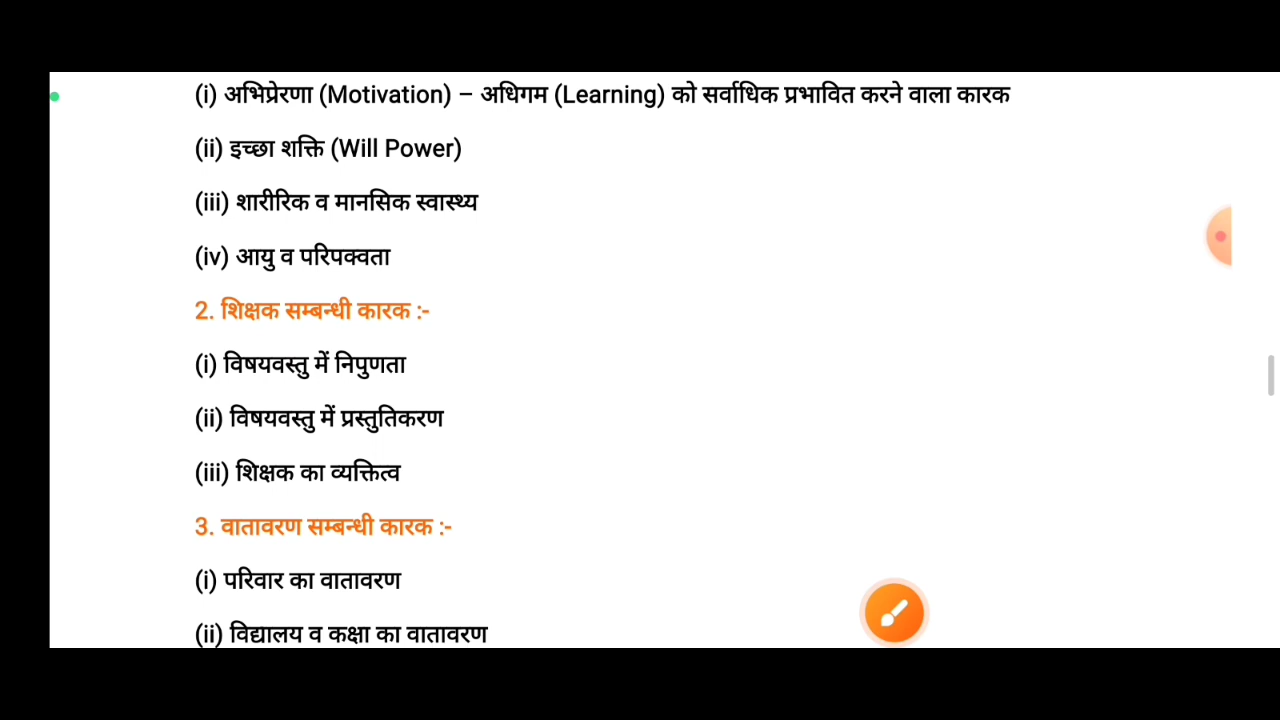 (i) अभिप्रेरणा (Motivation) – अधिगम (Learning) को सर्वाधिक प्रभावित करने वाला कारक
(ii) इच्छा शक्ति (Will Power)
(iii) शारीरिक व मानसिक स्वास्थ्य
(iv) आयु व परिपक्वता
2. शिक्षक सम्बन्धी कारक :-
(i) विषयवस्तु में निपुणता
(ii) विषयवस्तु में प्रस्तुतिकरण
(iii) शिक्षक का व्यक्तित्व
3. वातावरण सम्बन्धी कारक :-
(i) परिवार का वातावरण
(ii) विद्यालय व कक्षा का वातावरण